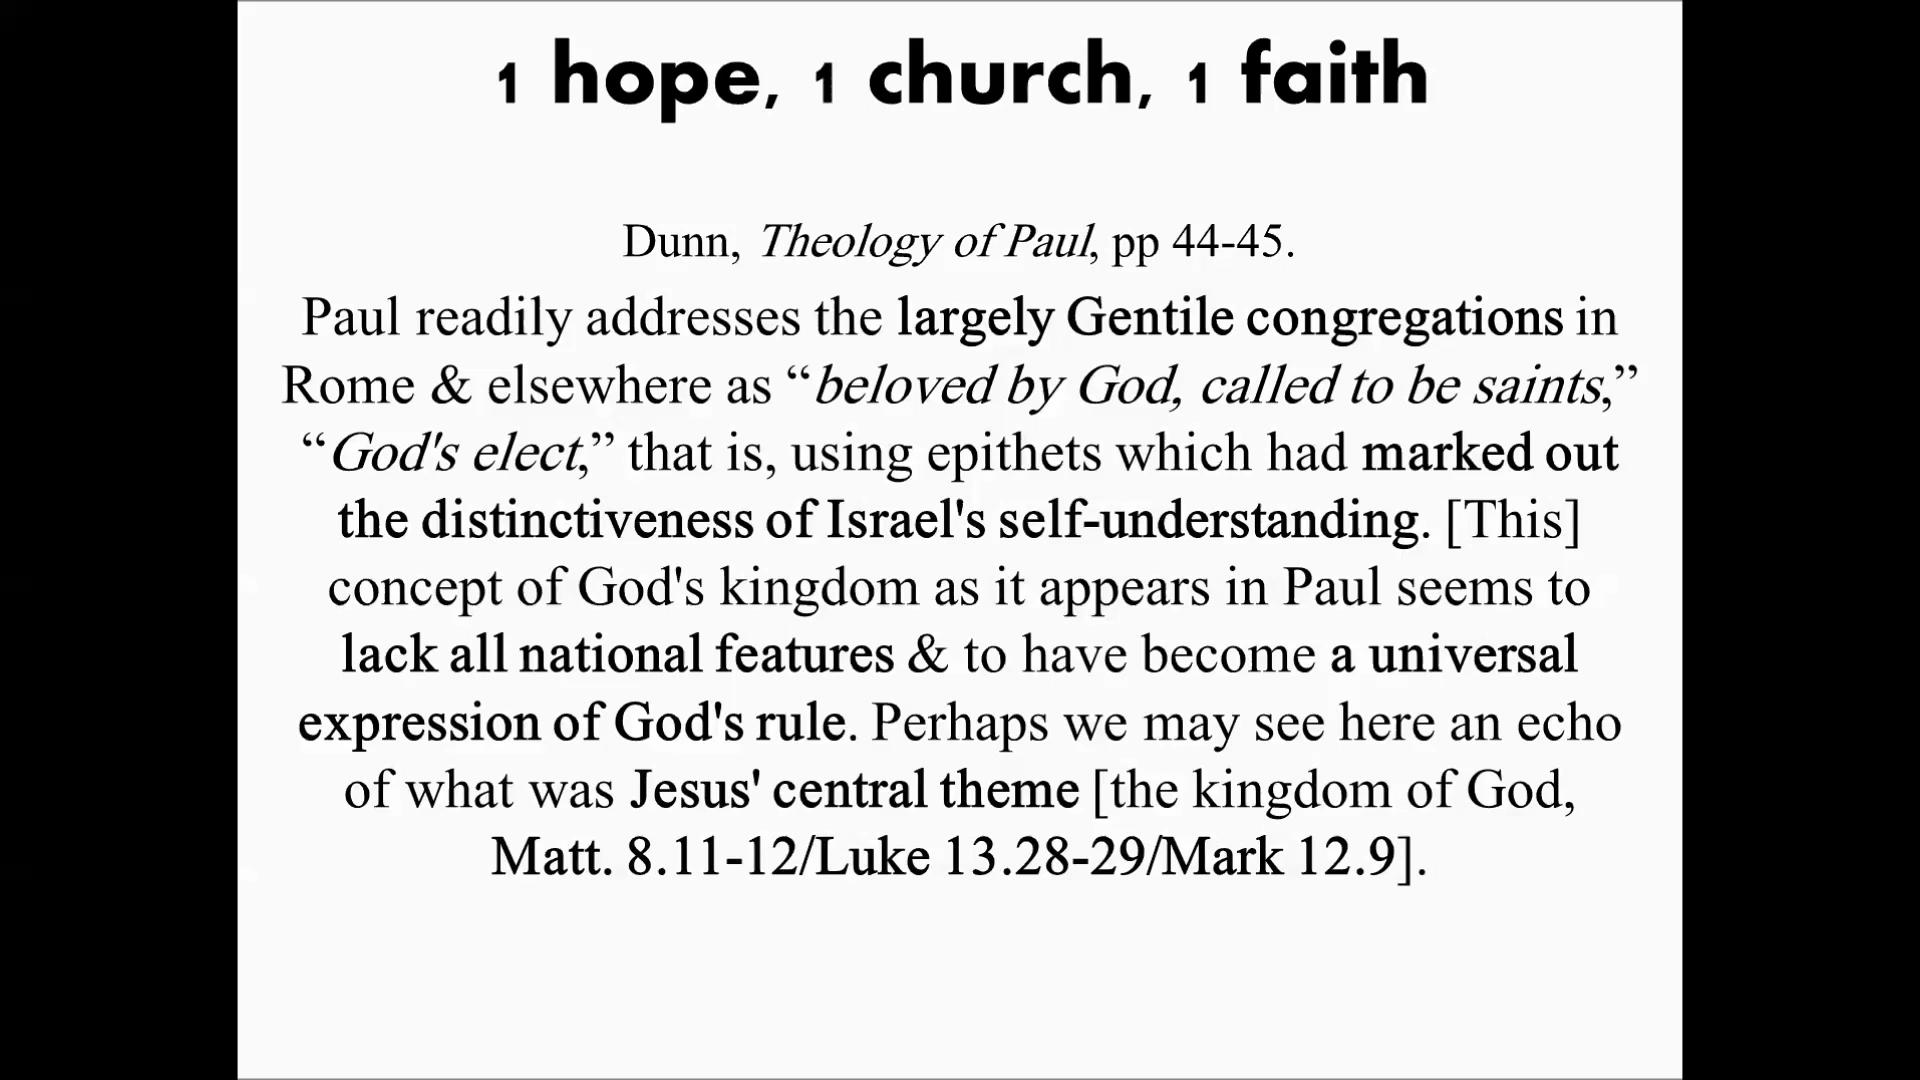 1 hope, 1 church, 1 faith
Dunn, Theology of Paul, pp 44-45.
Paul readily addresses the largely Gentile congregations in
Rome & elsewhere as “beloved by God, called to be saints,”
“God's elect,” that is, using epithets which had marked out
the distinctiveness of Israel's self-understanding. [This]
concept of God's kingdom as it appears in Paul seems to
lack all national features & to have become a universal
expression of God's rule. Perhaps we may see here an echo
of what was Jesus' central theme [the kingdom of God,
Matt. 8.11-12/Luke 13.28-29/Mark 12.9].